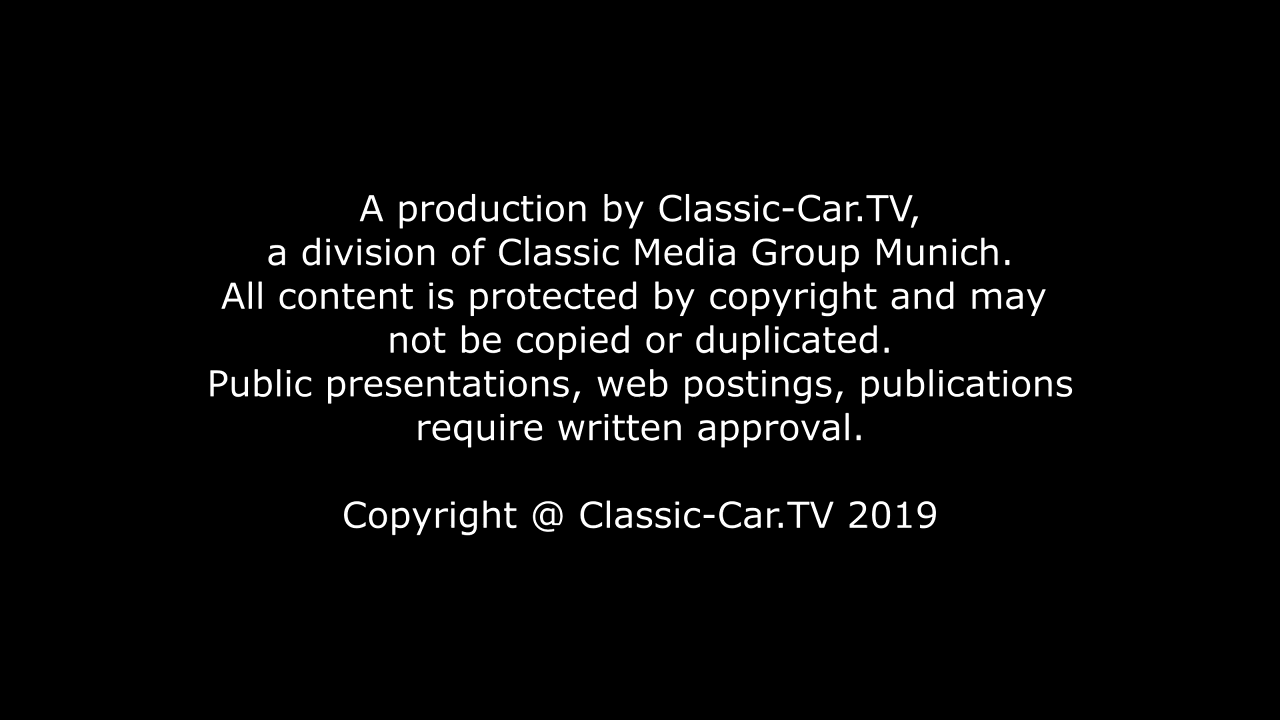 A production by Classic-Car.TV,
a division of Classic Media Group Munich.
All content is protected by copyright and may
not be copied or duplicated.
Public presentations, web postings, publications
require written approval.
Copyright @ Classic-Car.TV 2019